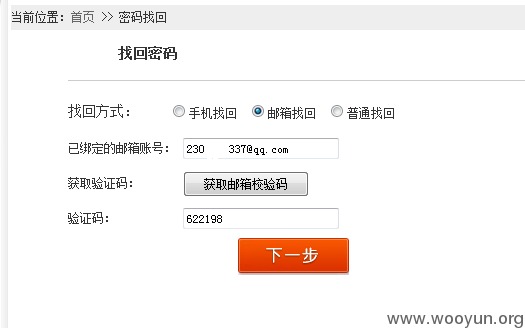 当前位置：首页 >> 密码找回
找回密码
找回方式： 手机找回 邮箱找回 普通找回
已绑定的邮箱账号： 230 337@qq.com
获取验证码： 获取邮箱校验码
验证码： 622198
下一步
www.wooyun.org